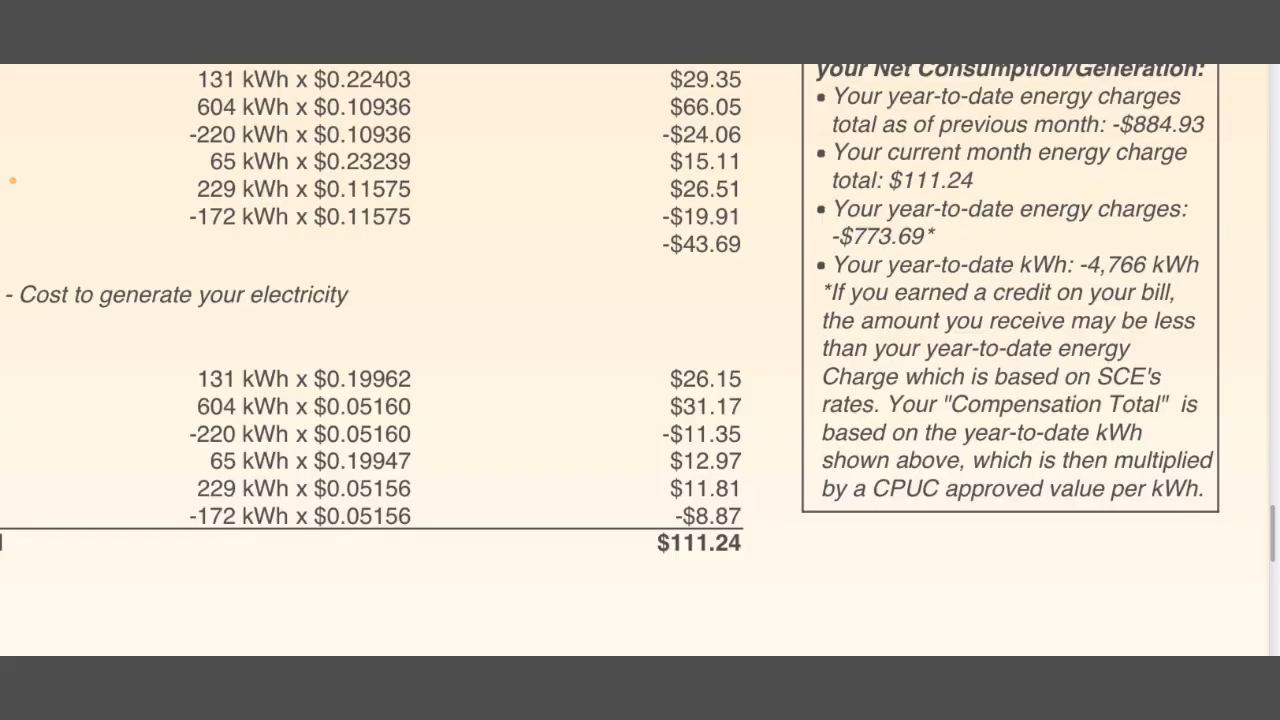 131 kWh x $0.22403 $29.35
604 kWh x $0.10936 $66.05
-220 kWh x $0.10936 -$24.06
65 kWh x $0.23239 $15.11
229 kWh x $0.11575 $26.51
-172 kWh x $0.11575 -$19.91
-$43.69
- Cost to generate your electricity
131 kWh x $0.19962 $26.15
604 kWh x $0.05160 $31.17
-220 kWh x $0.05160 -$11.35
65 kWh x $0.19947 $12.97
229 kWh x $0.05156 $11.81
-172 kWh x $0.05156 -$8.87
$111.24
your Net Consumption/Generation:
• Your year-to-date energy charges
total as of previous month: -$884.93
• Your current month energy charge
total: $111.24
• Your year-to-date energy charges:
-$773.69*
• Your year-to-date kWh: -4,766 kWh
*If you earned a credit on your bill,
the amount you receive may be less
than your year-to-date energy
Charge which is based on SCE's
rates. Your "Compensation Total" is
based on the year-to-date kWh
shown above, which is then multiplied
by a CPUC approved value per kWh.